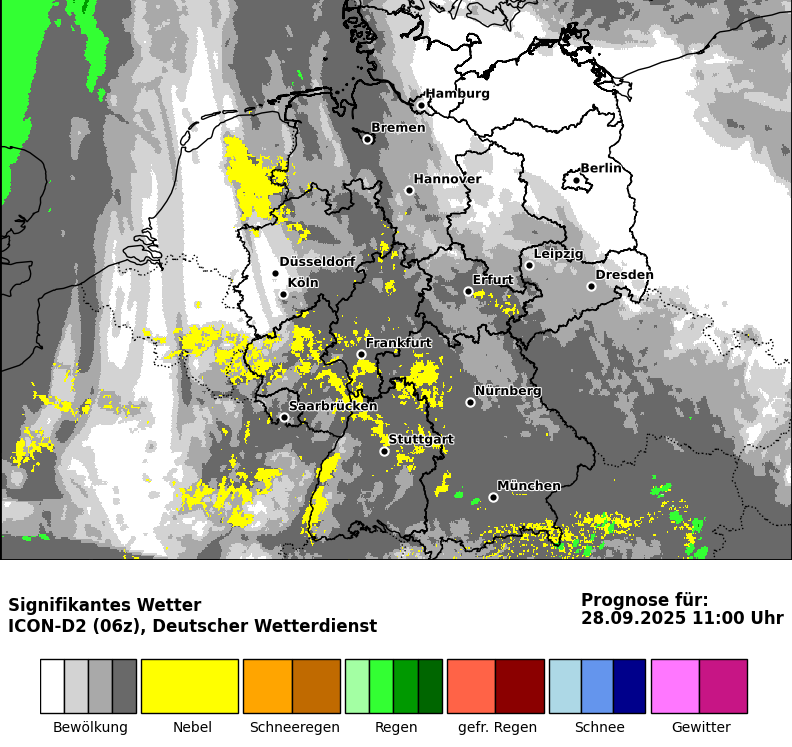 Hamburg
Bremen
Berlin
Hannover
Leipzig
Düsseldorf
Dresden
Köln
Erfurt
Frankfurt
Nürnberg
Saarbrücken
Stuttgart
München
Signifikantes Wetter
ICON-D2 (06z), Deutscher Wetterdienst
Prognose für:
28.09.2025 11:00 Uhr
Bewölkung Nebel Schneeregen Regen gefr. Regen Schnee Gewitter